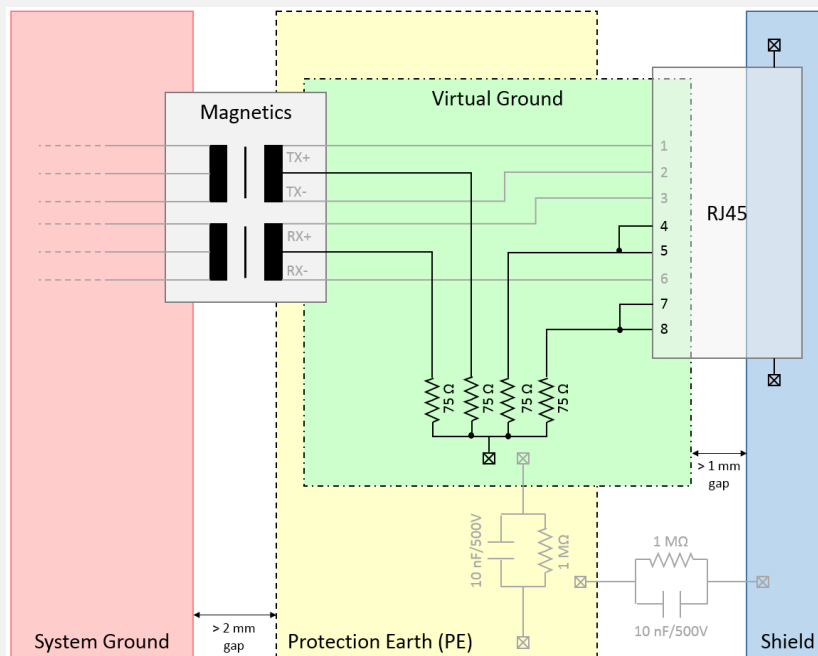 Magnetics
Virtual Ground
TX+
TX-
RX+
RX-
1
2
3
4
5
6
7
8
RJ45
75 Ω
75 Ω
75 Ω
75 Ω
> 1 mm
gap
10 nF/500V
1 MΩ
1 MΩ
10 nF/500V
> 2 mm
gap
System Ground
Protection Earth (PE)
Shield